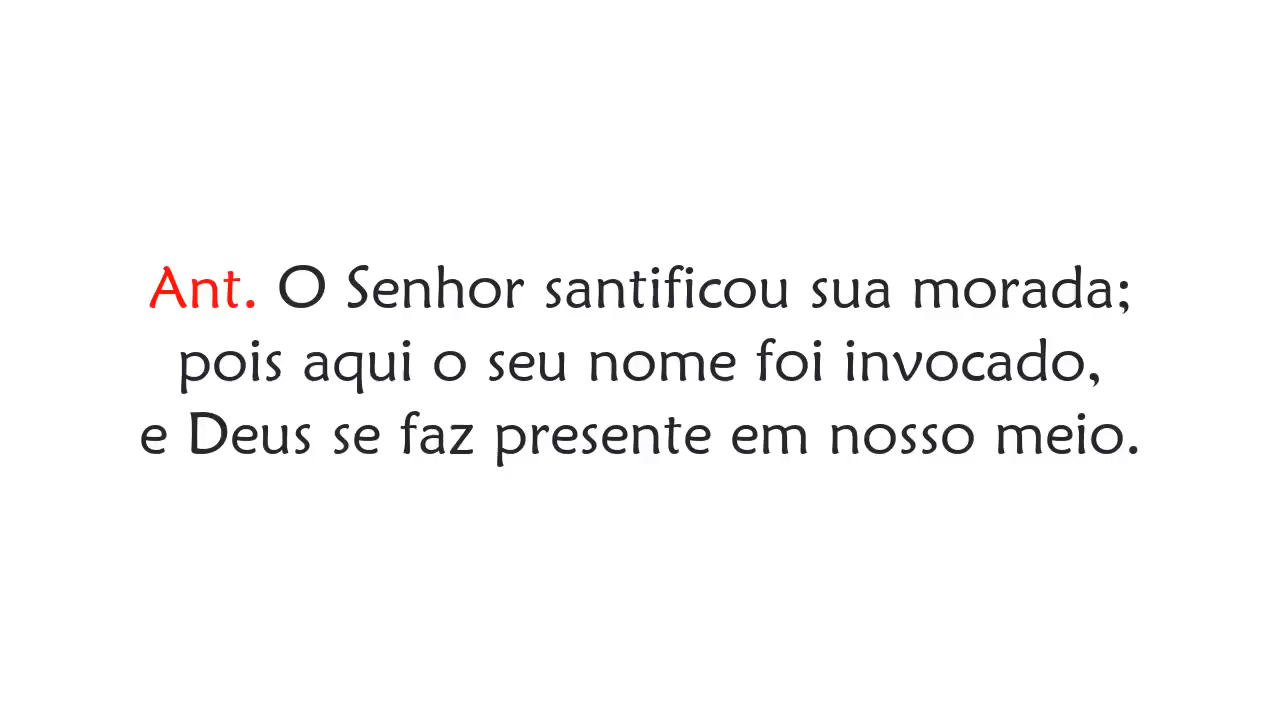 Ant. O Senhor santificou sua morada;
pois aqui o seu nome foi invocado,
e Deus se faz presente em nosso meio.